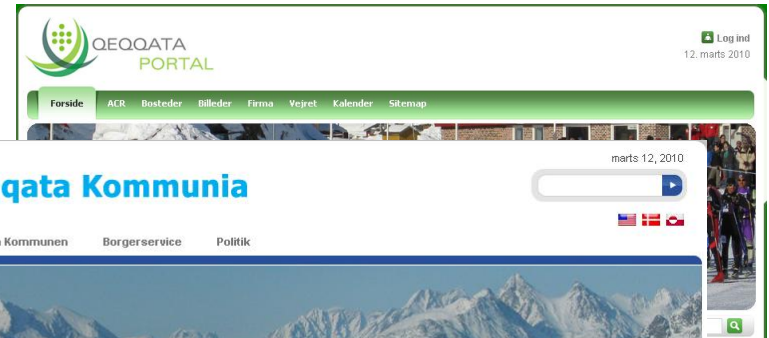 QEQQATA
PORTAL
Log ind
12. marts 2010
Forside ACR Bosteder Billeder Firma Vejret Kalender Sitemap
marts 12, 2010
qata Kommunia
Kommunen Borgerservice Politik